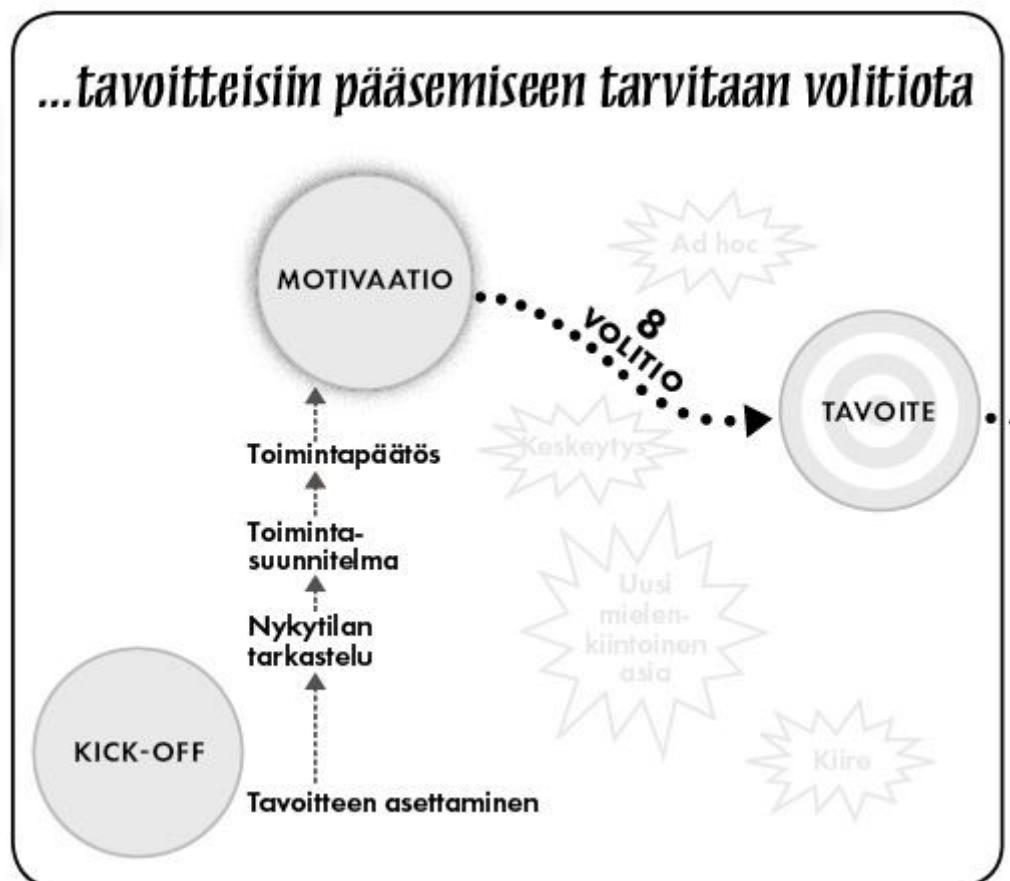 ...tavoitteisiin pääsemiseen tarvitaan volitiota
Ad hoc
MOTIVAATIO
8
VOLITIO
TAVOITE
Keskeytys
Toimintapäätös
Toiminta-
suunnitelma
Uusi
mielen-
kiintoinen
asia
Nykytilan
tarkastelu
KICK-OFF
Kiire
Tavoitteen asettaminen